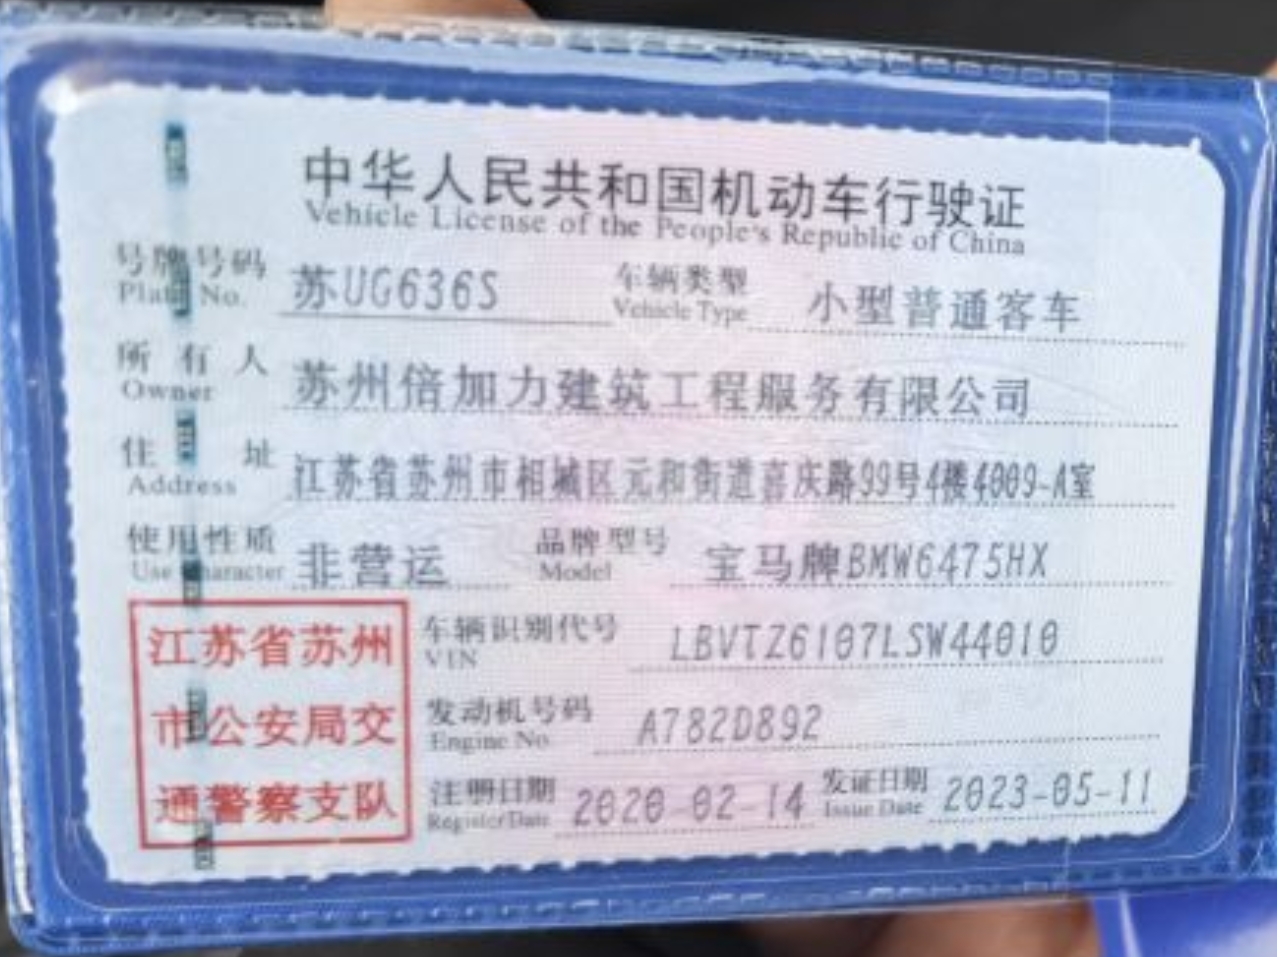 中华人民共和国机动车行驶证
Vehicle License of the People's Republic of China
号牌号码 苏UG636S 车辆类型 小型普通客车
Plate No. Vehicle Type
所有人 苏州倍加力建筑工程服务有限公司
Owner
住址 江苏省苏州市相城区元和街道喜庆路99号4楼4009-A室
Address
使用性质 非营运 品牌型号 宝马牌BMW6475HX
Use Character Model
江苏省苏州
市公安局交
通警察支队
车辆识别代号 LBVTZ6107LSW44010
VIN
发动机号码 A782D892
Engine No.
注册日期 2020-02-14 发证日期 2023-05-11
Register Date Issue Date